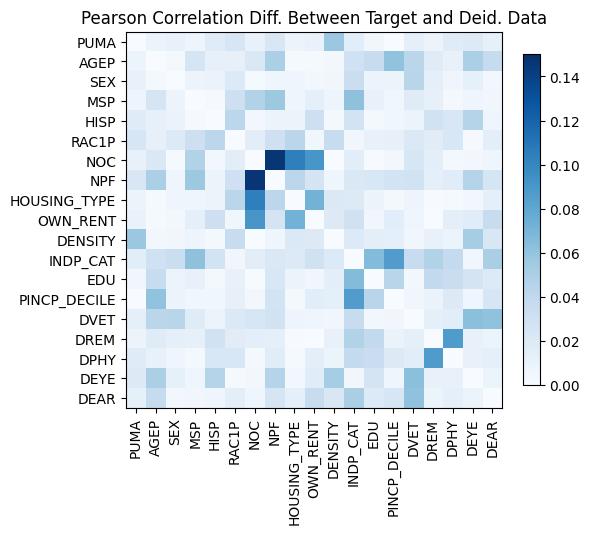 Pearson Correlation Diff. Between Target and Deid. Data
PUMA
AGEP
SEX
MSP
HISP
RAC1P
NOC
NPF
HOUSING_TYPE
OWN_RENT
DENSITY
INDP_CAT
EDU
PINCP_DECILE
DVET
DREM
DPHY
DEYE
DEAR
PUMA
AGEP
SEX
MSP
HISP
RAC1P
NOC
NPF
HOUSING_TYPE
OWN_RENT
DENSITY
INDP_CAT
EDU
PINCP_DECILE
DVET
DREM
DPHY
DEYE
DEAR
0.14
0.12
0.10
0.08
0.06
0.04
0.02
0.00